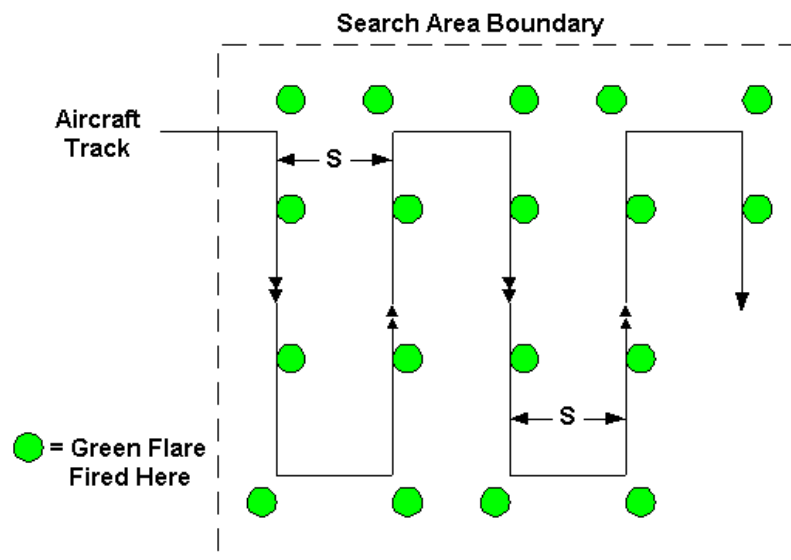 Search Area Boundary
Aircraft
Track
S
S
= Green Flare
Fired Here